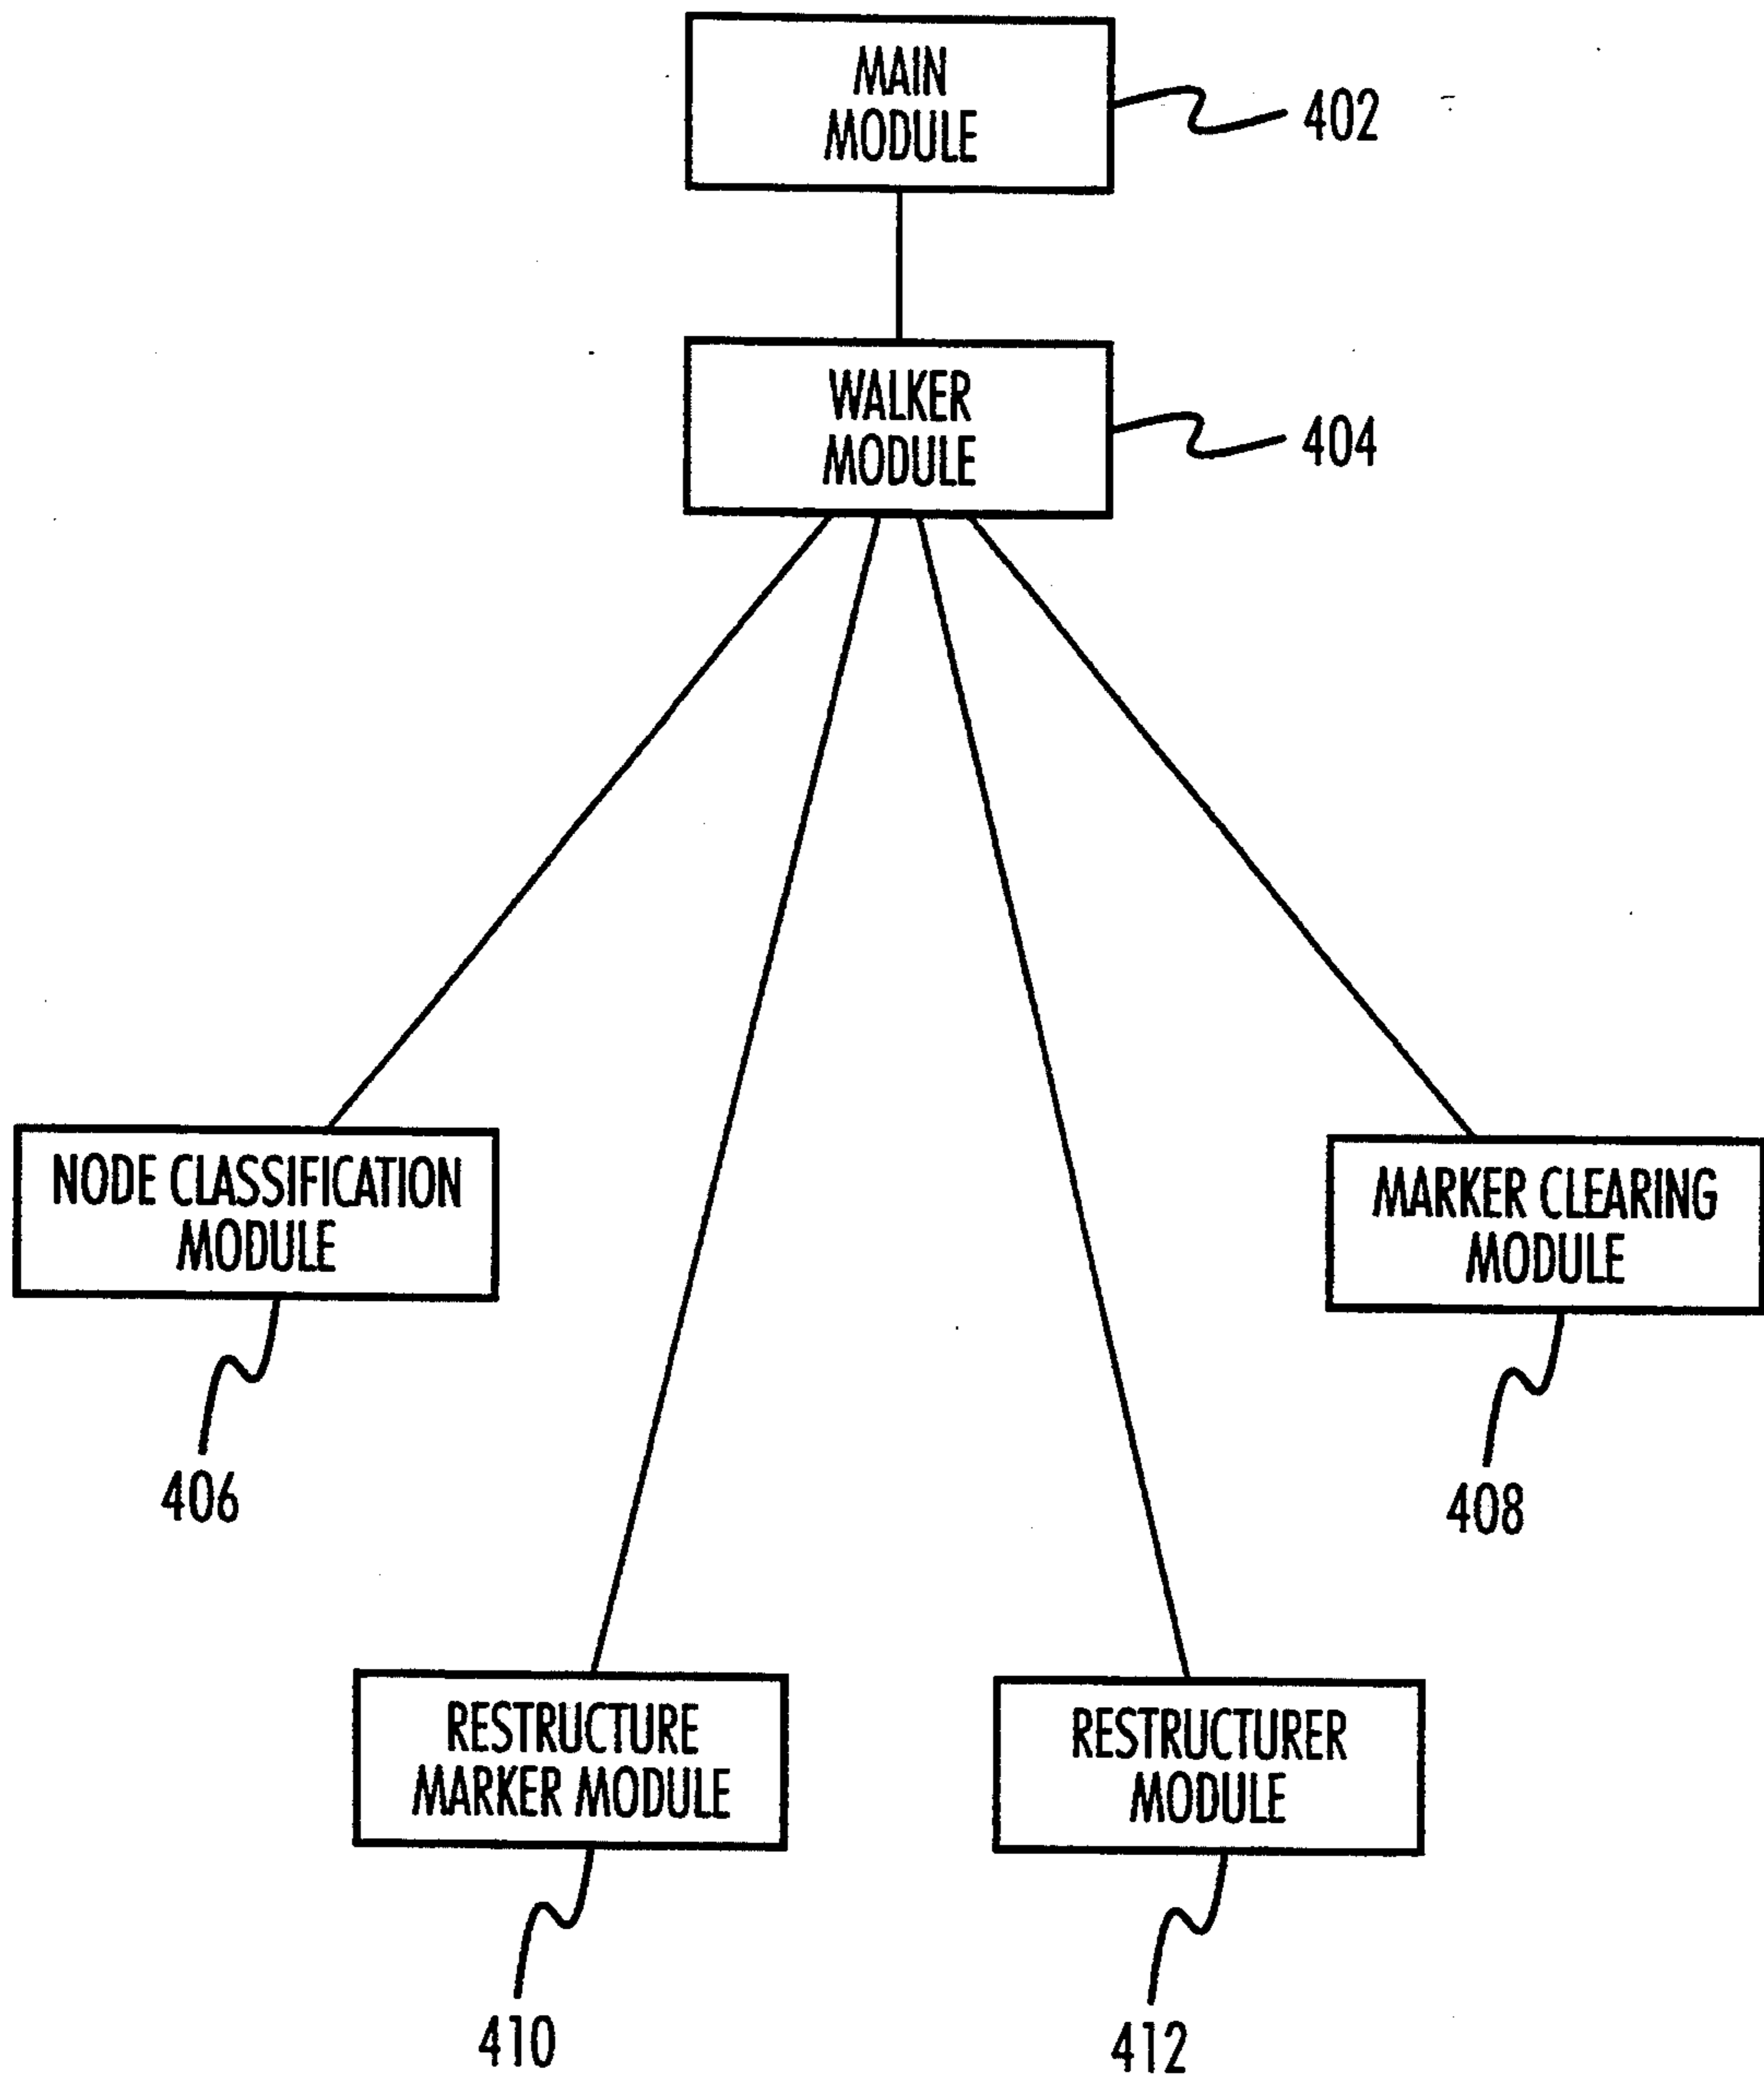 MAIN
MODULE
402
WALKER
MODULE
404
NODE CLASSIFICATION
MODULE
406
MARKER CLEARING
MODULE
408
RESTRUCTURE
MARKER MODULE
410
RESTRUCTURER
MODULE
412